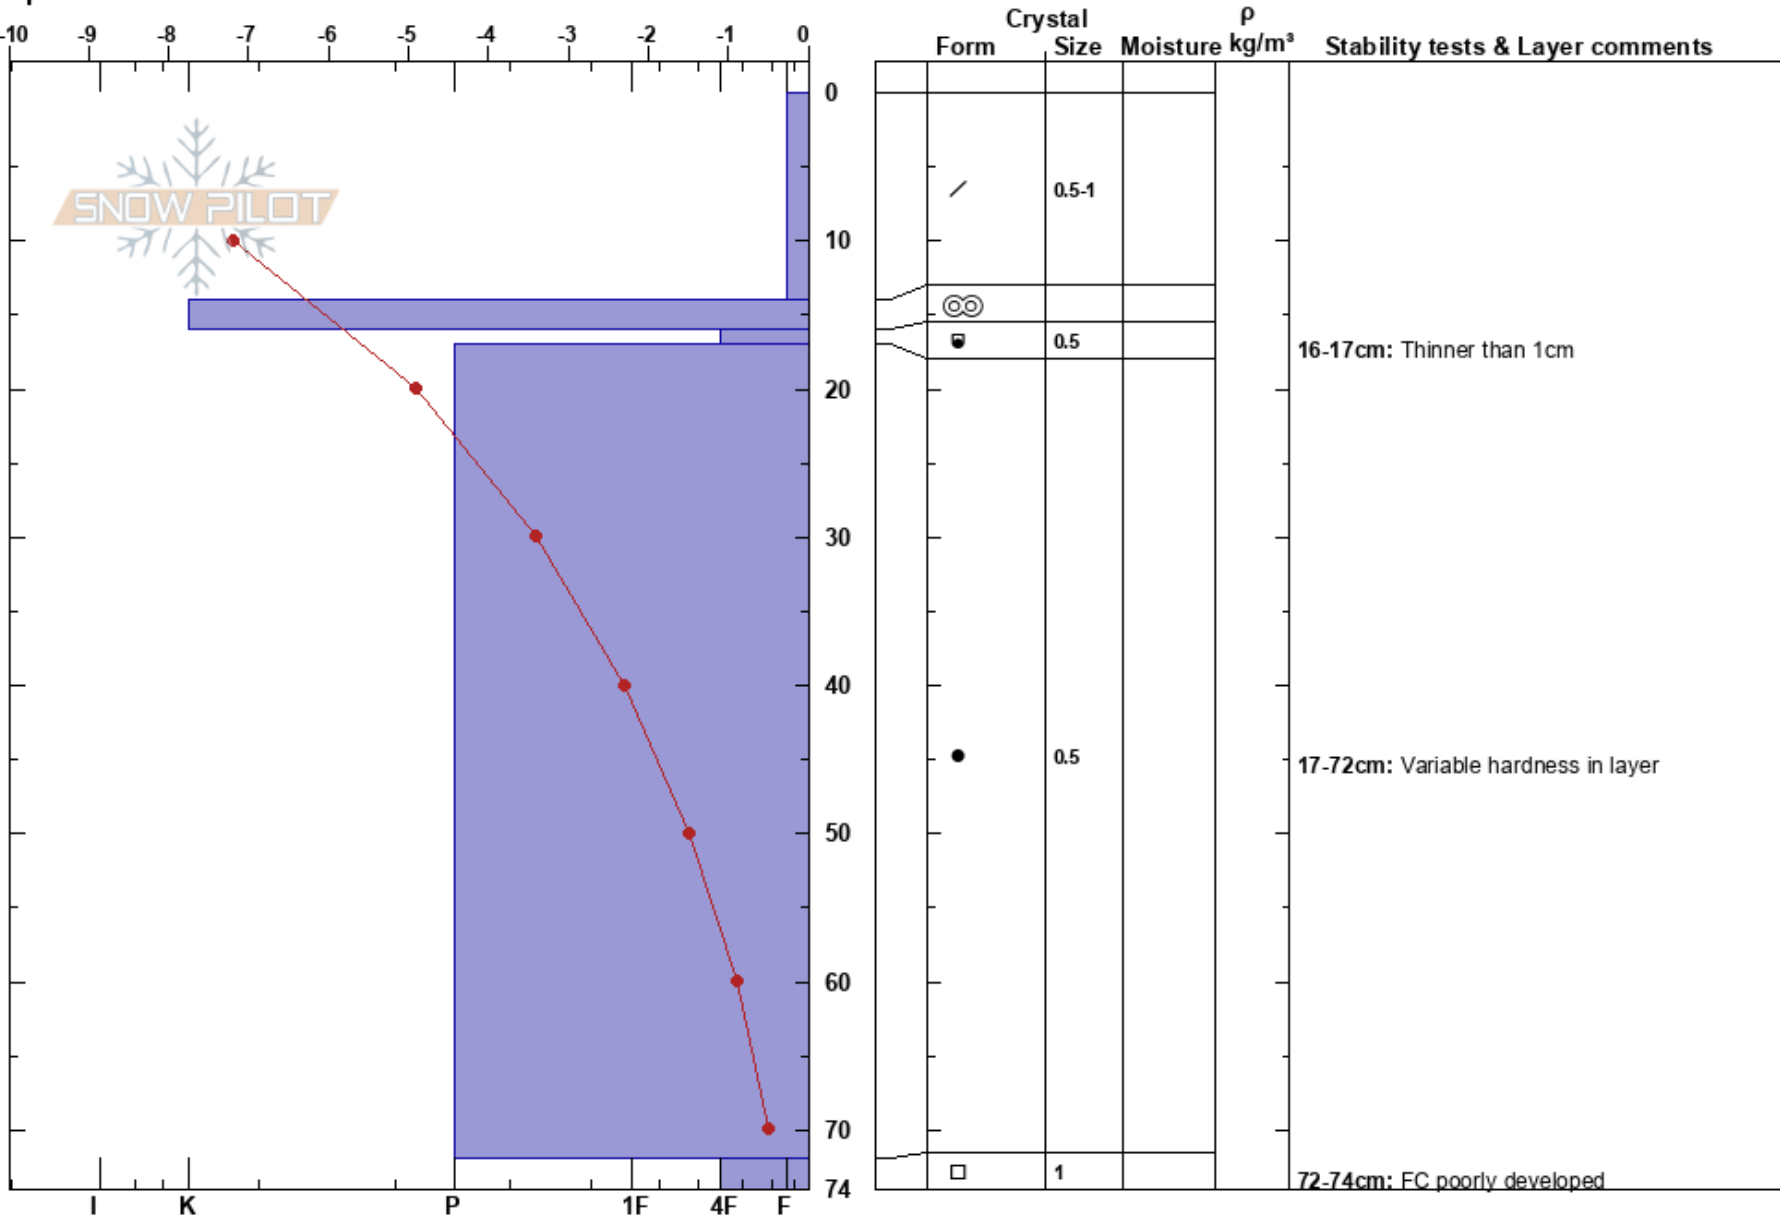 Crystal ρ
-10 -9 -8 -7 -6 -5 -4 -3 -2 -1 0 Form Size Moisture kg/m³ Stability tests & Layer comments
0
SNOW PILOT 0.5-1
10
0.5 16-17cm: Thinner than 1cm
20
30
40
0.5 17-72cm: Variable hardness in layer
50
60
70
1 72-74cm: FC poorly developed
74
I K P 1F 4F F